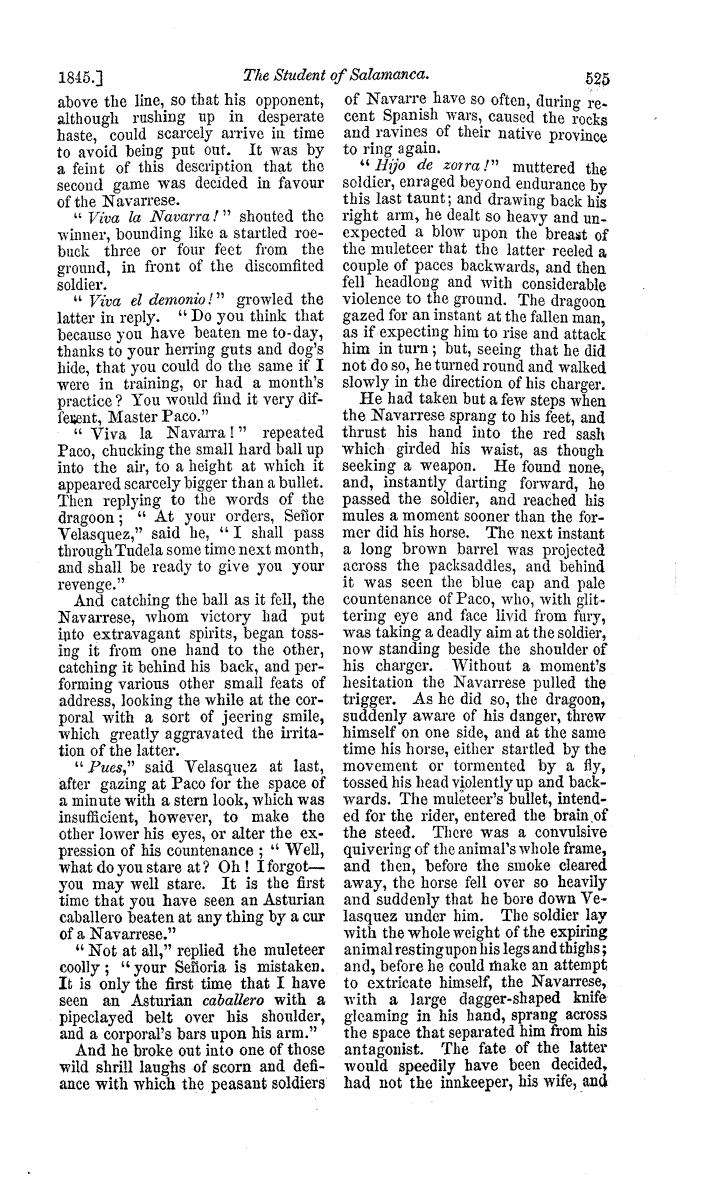 1845.] The Student of Salamanca. 525
above the line, so that his opponent,
although rushing up in desperate
haste, could scarcely arrive in time
to avoid being put out. It was by
a feint of this description that the
second game was decided in favour
of the Navarrese.
“ Viva la Navarra!” shouted the
winner, bounding like a startled roe-
buck three or four feet from the
ground, in front of the discomfited
soldier.
“ Viva el demonio!” growled the
latter in reply. “ Do you think that
because you have beaten me to-day,
thanks to your herring guts and dog's
hide, that you could do the same if I
were in training, or had a month's
practice? You would find it very dif-
ferent, Master Paco.”
“ Viva la Navarra!” repeated
Paco, chucking the small hard ball up
into the air, to a height at which it
appeared scarcely bigger than a bullet.
Then replying to the words of the
dragoon; “ At your orders, Señor
Velasquez,” said he, “ I shall pass
through Tudela some time next month,
and shall be ready to give you your
revenge.”
And catching the ball as it fell, the
Navarrese, whom victory had put
into extravagant spirits, began toss-
ing it from one hand to the other,
catching it behind his back, and per-
forming various other small feats of
address, looking the while at the cor-
poral with a sort of jeering smile,
which greatly aggravated the irrita-
tion of the latter.
“ Pues,” said Velasquez at last,
after gazing at Paco for the space of
a minute with a stern look, which was
insufficient, however, to make the
other lower his eyes, or alter the ex-
pression of his countenance; “ Well,
what do you stare at? Oh! I forgot—
you may well stare. It is the first
time that you have seen an Asturian
caballero beaten at any thing by a cur
of a Navarrese.”
“ Not at all,” replied the muleteer
coolly; “ your Señoria is mistaken.
It is only the first time that I have
seen an Asturian caballero with a
pipeclayed belt over his shoulder,
and a corporal's bars upon his arm.”
And he broke out into one of those
wild shrill laughs of scorn and defi-
ance with which the peasant soldiers
of Navarre have so often, during re-
cent Spanish wars, caused the rocks
and ravines of their native province
to ring again.
“ Hijo de zorra!” muttered the
soldier, enraged beyond endurance by
this last taunt; and drawing back his
right arm, he dealt so heavy and un-
expected a blow upon the breast of
the muleteer that the latter reeled a
couple of paces backwards, and then
fell headlong and with considerable
violence to the ground. The dragoon
gazed for an instant at the fallen man,
as if expecting him to rise and attack
him in turn; but, seeing that he did
not do so, he turned round and walked
slowly in the direction of his charger.
He had taken but a few steps when
the Navarrese sprang to his feet, and
thrust his hand into the red sash
which girded his waist, as though
seeking a weapon. He found none,
and, instantly darting forward, he
passed the soldier, and reached his
mules a moment sooner than the for-
mer did his horse. The next instant
a long brown barrel was projected
across the packsaddles, and behind
it was seen the blue cap and pale
countenance of Paco, who, with glit-
tering eye and face livid from fury,
was taking a deadly aim at the soldier,
now standing beside the shoulder of
his charger. Without a moment's
hesitation the Navarrese pulled the
trigger. As he did so, the dragoon,
suddenly aware of his danger, threw
himself on one side, and at the same
time his horse, either startled by the
movement or tormented by a fly,
tossed his head violently up and back-
wards. The muleteer's bullet, intend-
ed for the rider, entered the brain of
the steed. There was a convulsive
quivering of the animal's whole frame,
and then, before the smoke cleared
away, the horse fell over so heavily
and suddenly that he bore down Ve-
lasquez under him. The soldier lay
with the whole weight of the expiring
animal resting upon his legs and thighs;
and, before he could make an attempt
to extricate himself, the Navarrese,
with a large dagger-shaped knife
gleaming in his hand, sprang across
the space that separated him from his
antagonist. The fate of the latter
would speedily have been decided,
had not the innkeeper, his wife, and